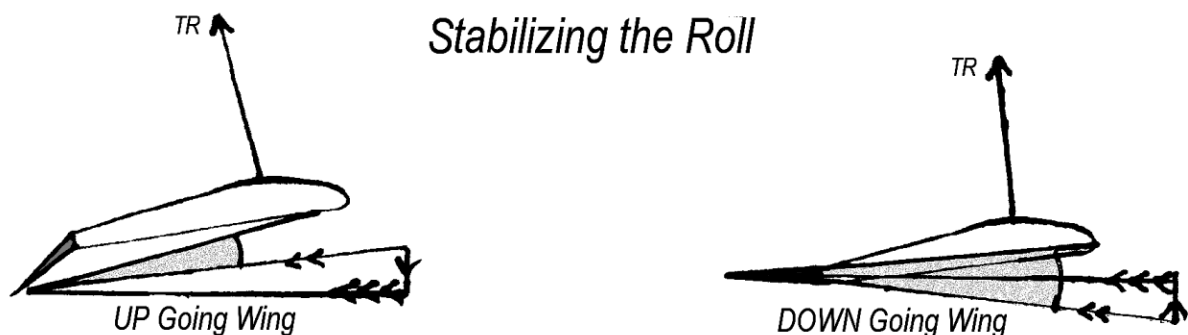 Stabilizing the Roll
TR
TR
UP Going Wing
DOWN Going Wing